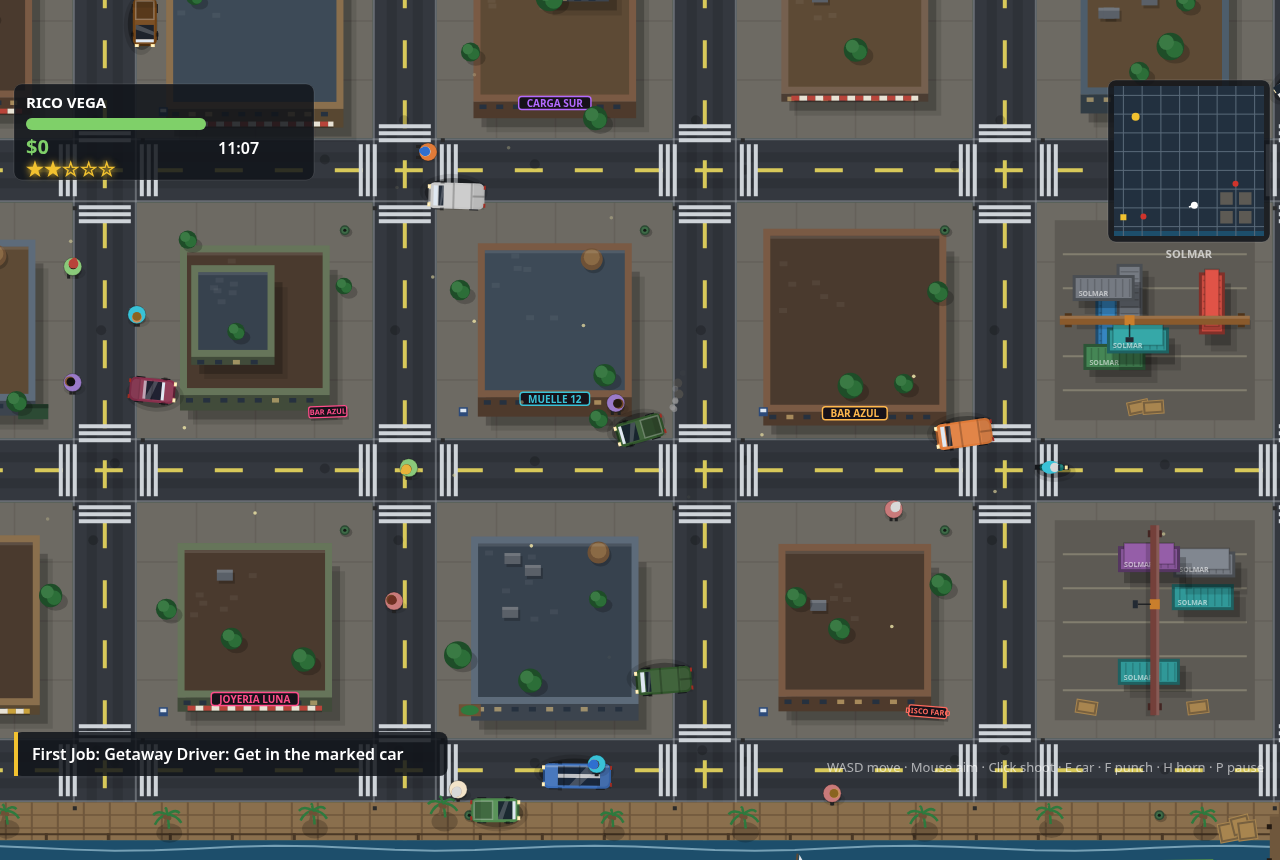 CARGA SUR
RICO VEGA
$0
11:07
SOLMAR
SOLMAR
SOLMAR
SOLMAR
MUELLE 12
BAR AZUL
BAR AZUL
SOLMAR
SOLMAR
SOLMAR
SOLMAR
JOYERIA LUNA
DISCO FARO
First Job: Getaway Driver: Get in the marked car
WASD move · Mouse aim · Click shoot · E car · F punch · H horn · P pause